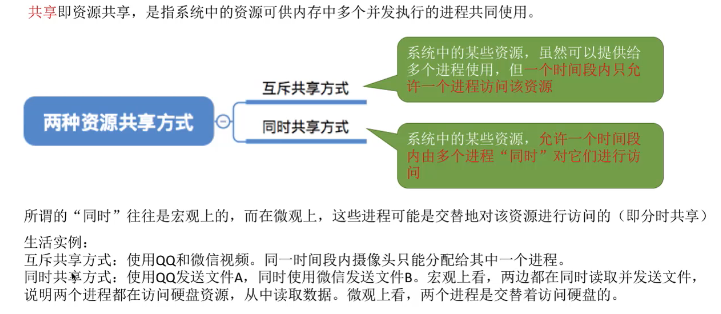 共享即资源共享，是指系统中的资源可供内存中多个并发执行的进程共同使用。
两种资源共享方式
互斥共享方式
系统中的某些资源，虽然可以提供给
多个进程使用，但一个时间段内只允
许一个进程访问该资源
同时共享方式
系统中的某些资源，允许一个时间段
内由多个进程“同时”对它们进行访
问
所谓的“同时”往往是宏观上的，而在微观上，这些进程可能是交替地对该资源进行访问的（即分时共享）
生活实例：
互斥共享方式：使用QQ和微信视频。同一时间段内摄像头只能分配给其中一个进程。
同时共享方式：使用QQ发送文件A，同时使用微信发送文件B。宏观上看，两边都在同时读取并发送文件，
说明两个进程都在访问硬盘资源，从中读取数据。微观上看，两个进程是交替着访问硬盘的。